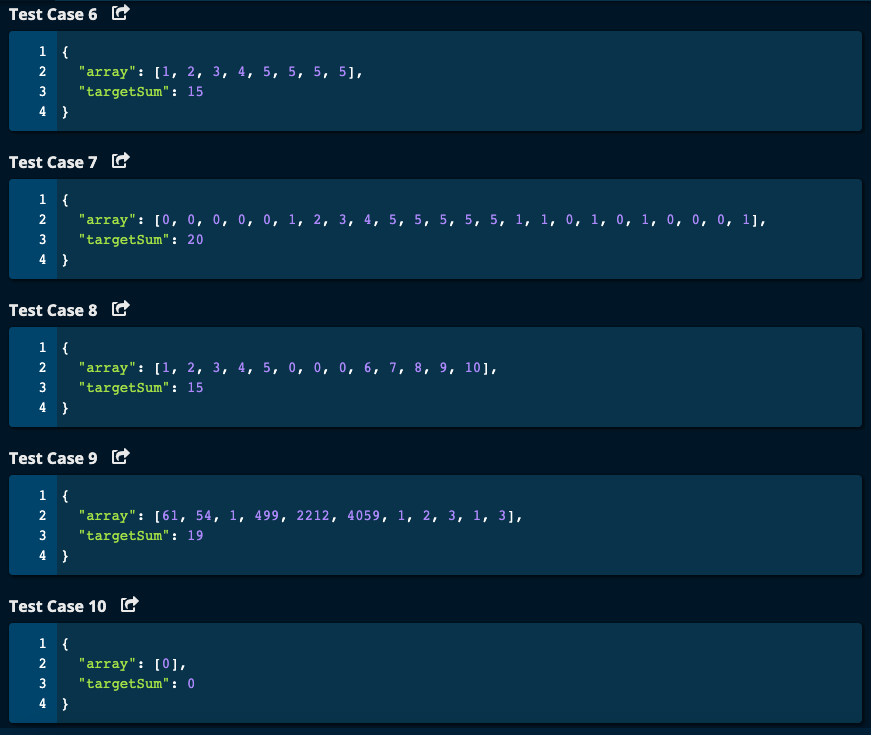 Test Case 6
1 {
2 "array": [1, 2, 3, 4, 5, 5, 5, 5],
3 "targetSum": 15
4 }
Test Case 7
1 {
2 "array": [0, 0, 0, 0, 0, 1, 2, 3, 4, 5, 5, 5, 5, 5, 1, 1, 0, 1, 0, 1, 0, 0, 0, 1],
3 "targetSum": 20
4 }
Test Case 8
1 {
2 "array": [1, 2, 3, 4, 5, 0, 0, 0, 6, 7, 8, 9, 10],
3 "targetSum": 15
4 }
Test Case 9
1 {
2 "array": [61, 54, 1, 499, 2212, 4059, 1, 2, 3, 1, 3],
3 "targetSum": 19
4 }
Test Case 10
1 {
2 "array": [0],
3 "targetSum": 0
4 }